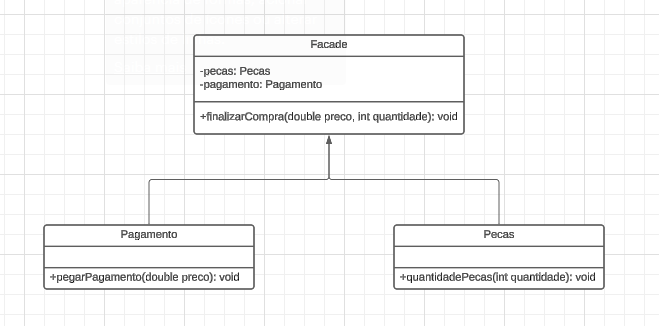 Facade
-pecas: Pecas
-pagamento: Pagamento
+finalizarCompra(double preco, int quantidade): void
Pagamento
+pegarPagamento(double preco): void
Pecas
+quantidadePecas(int quantidade): void